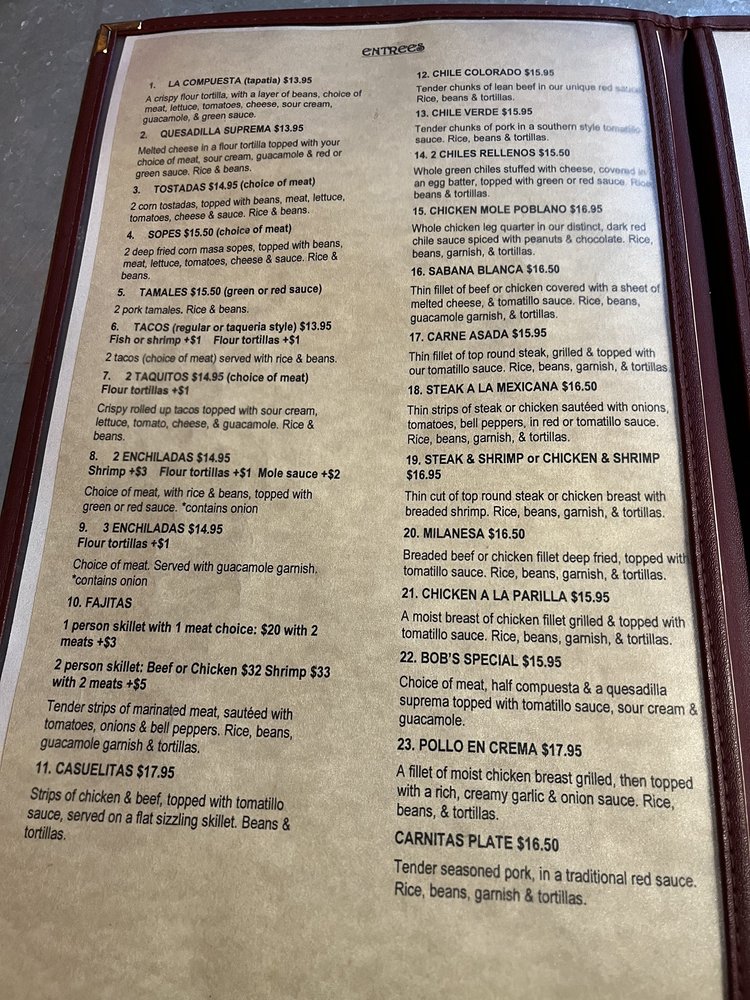 ENTREES
1. LA COMPUESTA (tapatia) $13.95
A crispy flour tortilla, with a layer of beans, choice of
meat, lettuce, tomatoes, cheese, sour cream,
guacamole, & green sauce.
2. QUESADILLA SUPREMA $13.95
Melted cheese in a flour tortilla topped with your
choice of meat, sour cream, guacamole & red or
green sauce. Rice & beans.
3. TOSTADAS $14.95 (choice of meat)
2 corn tostadas, topped with beans, meat, lettuce,
tomatoes, cheese & sauce. Rice & beans.
4. SOPES $15.50 (choice of meat)
2 deep fried corn masa sopes, topped with beans,
meat, lettuce, tomatoes, cheese & sauce. Rice &
beans.
5. TAMALES $15.50 (green or red sauce)
2 pork tamales. Rice & beans.
6. TACOS (regular or taqueria style) $13.95
Fish or shrimp +$1 Flour tortillas +$1
2 tacos (choice of meat) served with rice & beans.
7. 2 TAQUITOS $14.95 (choice of meat)
Flour tortillas +$1
Crispy rolled up tacos topped with sour cream,
lettuce, tomato, cheese, & guacamole. Rice &
beans.
8. 2 ENCHILADAS $14.95
Shrimp +$3 Flour tortillas +$1 Mole sauce +$2
Choice of meat, with rice & beans, topped with
green or red sauce. *contains onion
9. 3 ENCHILADAS $14.95
Flour tortillas +$1
Choice of meat. Served with guacamole garnish.
*contains onion
10. FAJITAS
1 person skillet with 1 meat choice: $20 with 2
meats +$3
2 person skillet: Beef or Chicken $32 Shrimp $33
with 2 meats +$5
Tender strips of marinated meat, sautéed with
tomatoes, onions & bell peppers. Rice, beans,
guacamole garnish & tortillas.
11. CASUELITAS $17.95
Strips of chicken & beef, topped with tomatillo
sauce, served on a flat sizzling skillet. Beans &
tortillas.
12. CHILE COLORADO $15.95
Tender chunks of lean beef in our unique red sauce
Rice, beans & tortillas.
13. CHILE VERDE $15.95
Tender chunks of pork in a southern style tomatillo
sauce. Rice, beans & tortillas.
14. 2 CHILES RELLENOS $15.50
Whole green chiles stuffed with cheese, covered in
an egg batter, topped with green or red sauce. Rice
beans & tortillas.
15. CHICKEN MOLE POBLANO $16.95
Whole chicken leg quarter in our distinct, dark red
chile sauce spiced with peanuts & chocolate. Rice,
beans, garnish, & tortillas.
16. SABANA BLANCA $16.50
Thin fillet of beef or chicken covered with a sheet of
melted cheese, & tomatillo sauce. Rice, beans,
guacamole garnish, & tortillas.
17. CARNE ASADA $15.95
Thin fillet of top round steak, grilled & topped with
our tomatillo sauce. Rice, beans, garnish, & tortillas
18. STEAK A LA MEXICANA $16.50
Thin strips of steak or chicken sautéed with onions,
tomatoes, bell peppers, in red or tomatillo sauce.
Rice, beans, garnish, & tortillas.
19. STEAK & SHRIMP or CHICKEN & SHRIMP
$16.95
Thin cut of top round steak or chicken breast with
breaded shrimp. Rice, beans, garnish, & tortillas.
20. MILANESA $16.50
Breaded beef or chicken fillet deep fried, topped with
tomatillo sauce. Rice, beans, garnish, & tortillas.
21. CHICKEN A LA PARILLA $15.95
A moist breast of chicken fillet grilled & topped with
tomatillo sauce. Rice, beans, garnish, & tortillas.
22. BOB'S SPECIAL $15.95
Choice of meat, half compuesta & a quesadilla
suprema topped with tomatillo sauce, sour cream &
guacamole.
23. POLLO EN CREMA $17.95
A fillet of moist chicken breast grilled, then topped
with a rich, creamy garlic & onion sauce. Rice,
beans, & tortillas.
CARNITAS PLATE $16.50
Tender seasoned pork, in a traditional red sauce.
Rice, beans, garnish & tortillas.